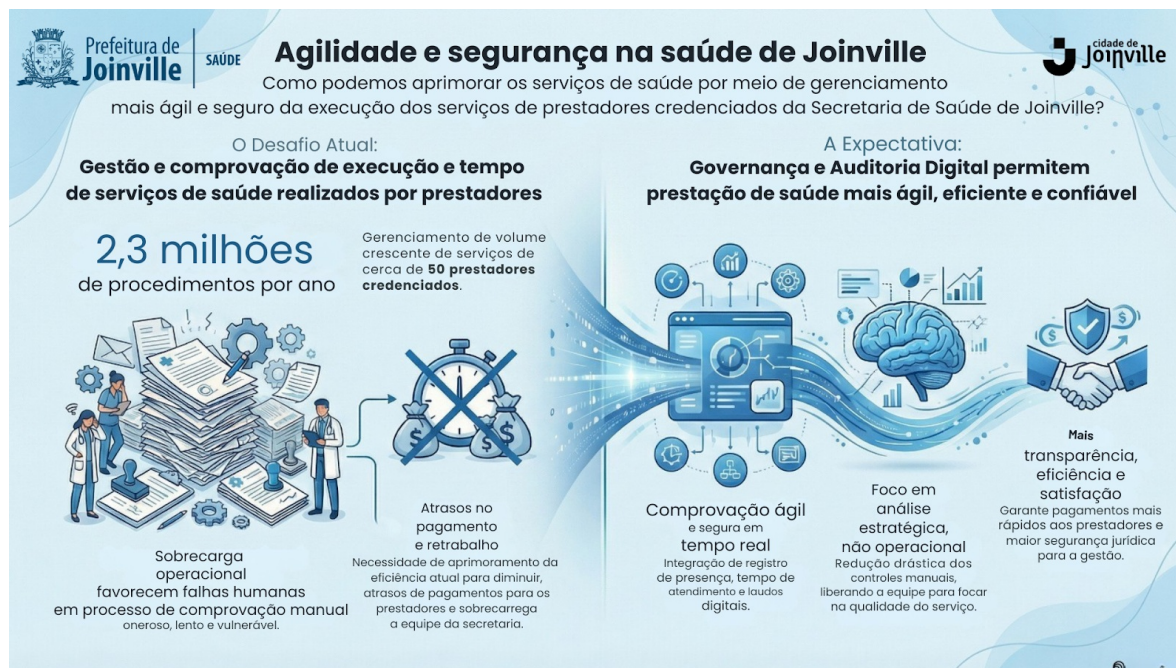 Prefeitura de
Joinville
SAÚDE
Agilidade e segurança na saúde de Joinville
cidade de
Joinville
Como podemos aprimorar os serviços de saúde por meio de gerenciamento
mais ágil e seguro da execução dos serviços de prestadores credenciados da Secretaria de Saúde de Joinville?
O Desafio Atual:
Gestão e comprovação de execução e tempo
de serviços de saúde realizados por prestadores
2,3 milhões
de procedimentos por ano
Gerenciamento de volume
crescente de serviços de
cerca de 50 prestadores
credenciados.
$
$
Sobrecarga
operacional
favorecem falhas humanas
em processo de comprovação manual
oneroso, lento e vulnerável.
Atrasos no
pagamento
e retrabalho
Necessidade de aprimoramento da
eficiência atual para diminuir,
atrasos de pagamentos para os
prestadores e sobrecarrega
a equipe da secretaria.
A Expectativa:
Governança e Auditoria Digital permitem
prestação de saúde mais ágil, eficiente e confiável
$
$
Comprovação ágil
e segura em
tempo real
Integração de registro
de presença, tempo de
atendimento e laudos
digitais.
Foco em
análise
estratégica,
não operacional
Redução drástica dos
controles manuais,
liberando a equipe para focar
na qualidade do serviço.
Mais
transparência,
eficiência e
satisfação
Garante pagamentos mais
rápidos aos prestadores e
maior segurança jurídica
para a gestão.